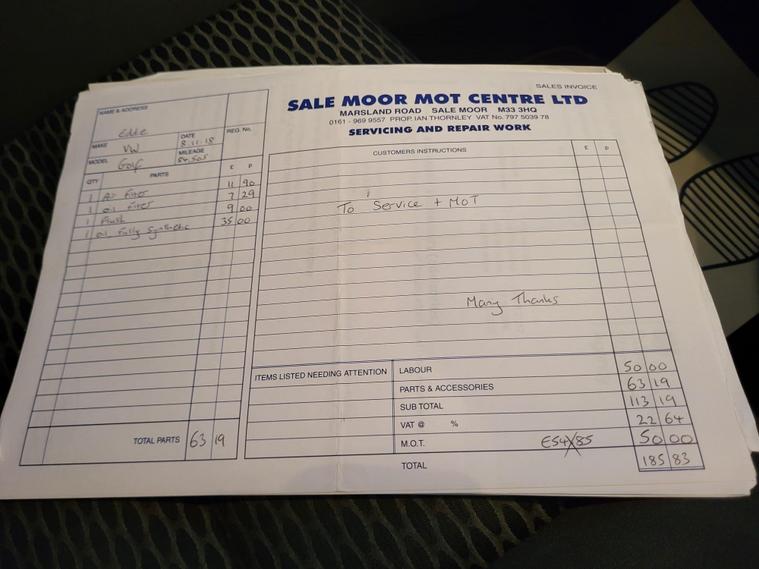 SALES INVOICE
SALE MOOR MOT CENTRE LTD
MARSLAND ROAD SALE MOOR M33 3HQ
0161 - 969 9557 PROP. IAN THORNLEY VAT No. 797 5039 78
SERVICING AND REPAIR WORK
NAME & ADDRESS
Eddie
MAKE VW DATE 8.11.18 REG. No.
MODEL Golf MILEAGE 84,505
QTY PARTS £ P
1 Air Filter 11 90
1 Oil Filter 7 29
1 Flush 9 00
1 Oil Fully Synthetic 35 00
TOTAL PARTS 63 19
CUSTOMERS INSTRUCTIONS £ P
To Service + MOT
Many Thanks
ITEMS LISTED NEEDING ATTENTION
LABOUR 50 00
PARTS & ACCESSORIES 63 19
SUB TOTAL 113 19
VAT @ % 22 64
M.O.T. £54X85 50 00
TOTAL 185 83